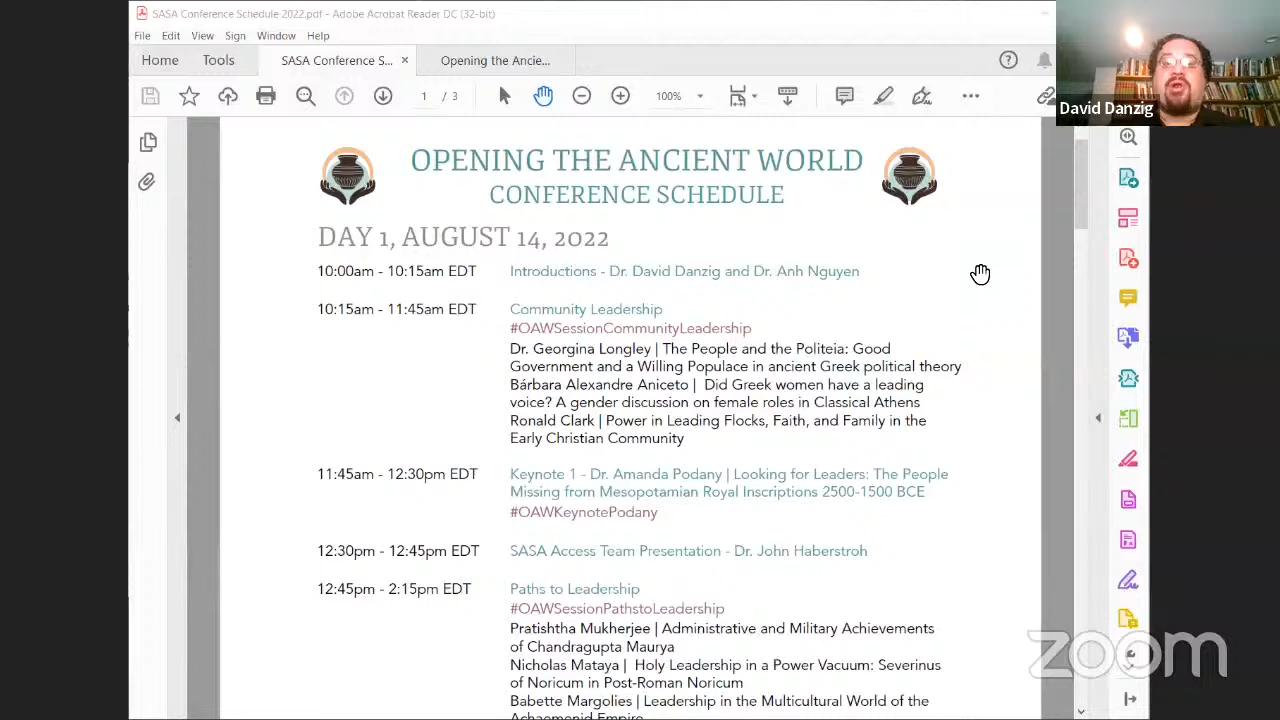 SASA Conference Schedule 2022.pdf - Adobe Acrobat Reader DC (32-bit)
File Edit View Sign Window Help
Home Tools SASA Conference S... × Opening the Ancie...
1 / 3 100%
David Danzig
OPENING THE ANCIENT WORLD
CONFERENCE SCHEDULE
DAY 1, AUGUST 14, 2022
10:00am - 10:15am EDT Introductions - Dr. David Danzig and Dr. Anh Nguyen
10:15am - 11:45am EDT Community Leadership
#OAWSessionCommunityLeadership
Dr. Georgina Longley | The People and the Politeia: Good
Government and a Willing Populace in ancient Greek political theory
Bárbara Alexandre Aniceto | Did Greek women have a leading
voice? A gender discussion on female roles in Classical Athens
Ronald Clark | Power in Leading Flocks, Faith, and Family in the
Early Christian Community
11:45am - 12:30pm EDT Keynote 1 - Dr. Amanda Podany | Looking for Leaders: The People
Missing from Mesopotamian Royal Inscriptions 2500-1500 BCE
#OAWKeynotePodany
12:30pm - 12:45pm EDT SASA Access Team Presentation - Dr. John Haberstroh
12:45pm - 2:15pm EDT Paths to Leadership
#OAWSessionPathstoLeadership
Pratishtha Mukherjee | Administrative and Military Achievements
of Chandragupta Maurya
Nicholas Mataya | Holy Leadership in a Power Vacuum: Severinus
of Noricum in Post-Roman Noricum
Babette Margolies | Leadership in the Multicultural World of the
Achaemenid Empire
zoom